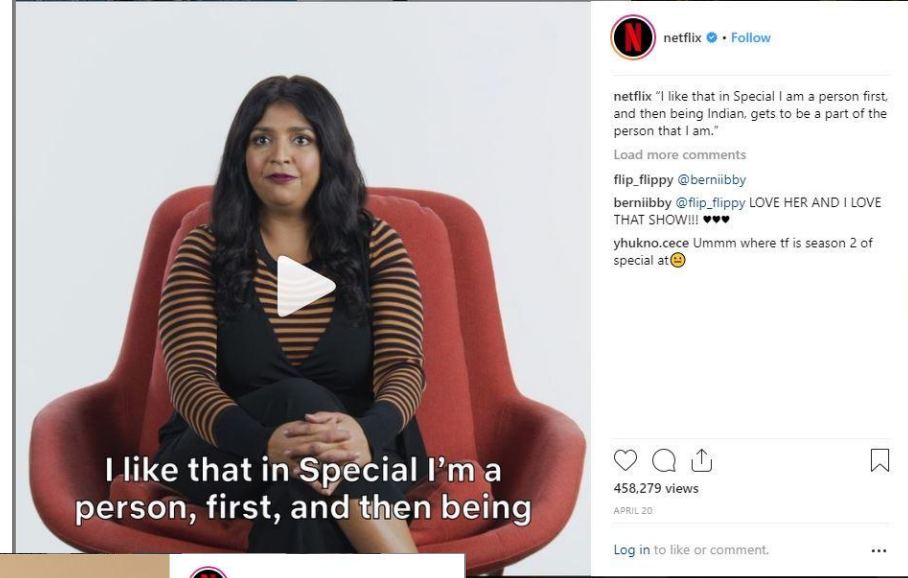 netflix • Follow
netflix “I like that in Special I am a person first,
and then being Indian, gets to be a part of the
person that I am.”
Load more comments
flip_flippy @berniibby
berniibby @flip_flippy LOVE HER AND I LOVE
THAT SHOW!!! ♥♥♥
yhukno.cece Ummm where tf is season 2 of
special at😐
I like that in Special I'm a
person, first, and then being
458,279 views
APRIL 20
Log in to like or comment.